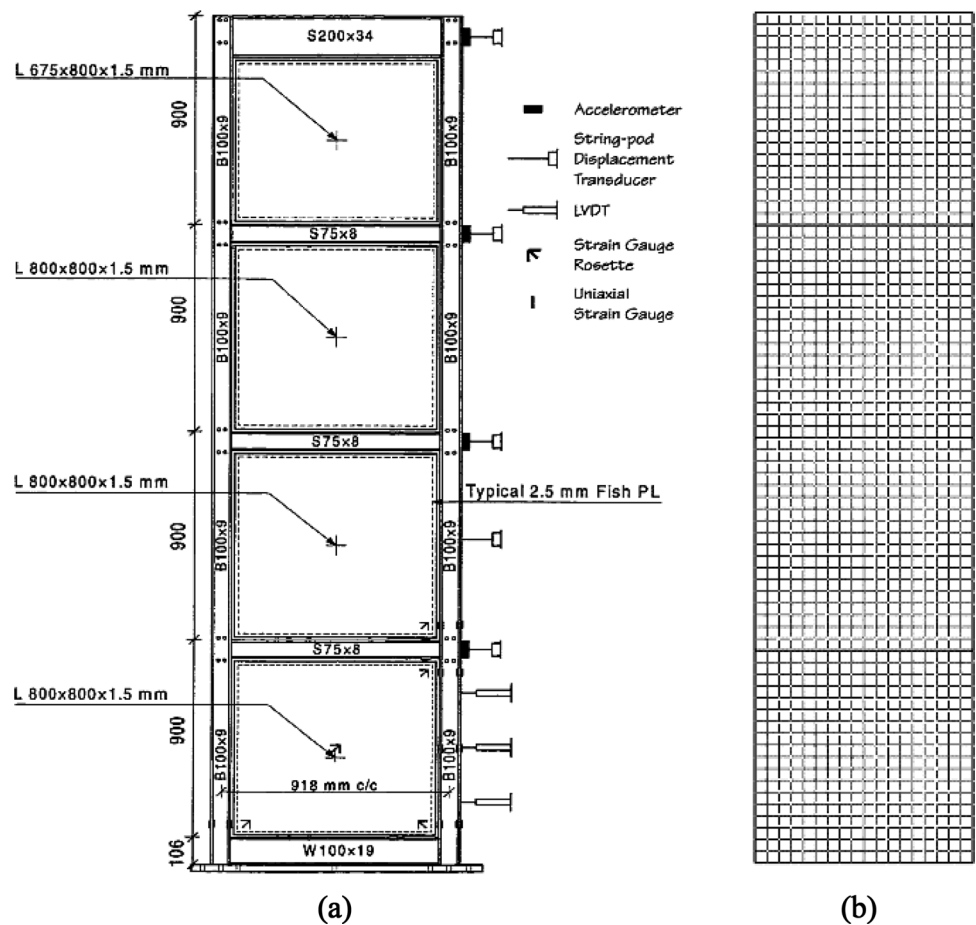 S200x34
L 675x800x1.5 mm
900
B100x9
B100x9
Accelerometer
String-pod
Displacement
Transducer
LVDT
Strain Gauge
Rosette
Uniaxial
Strain Gauge
S75x8
L 800x800x1.5 mm
900
B100x9
B100x9
S75x8
L 800x800x1.5 mm
Typical 2.5 mm Fish PL
900
B100x9
B100x9
S75x8
L 800x800x1.5 mm
900
B100x9
B100x9
918 mm c/c
106
W100x19
(a)
(b)